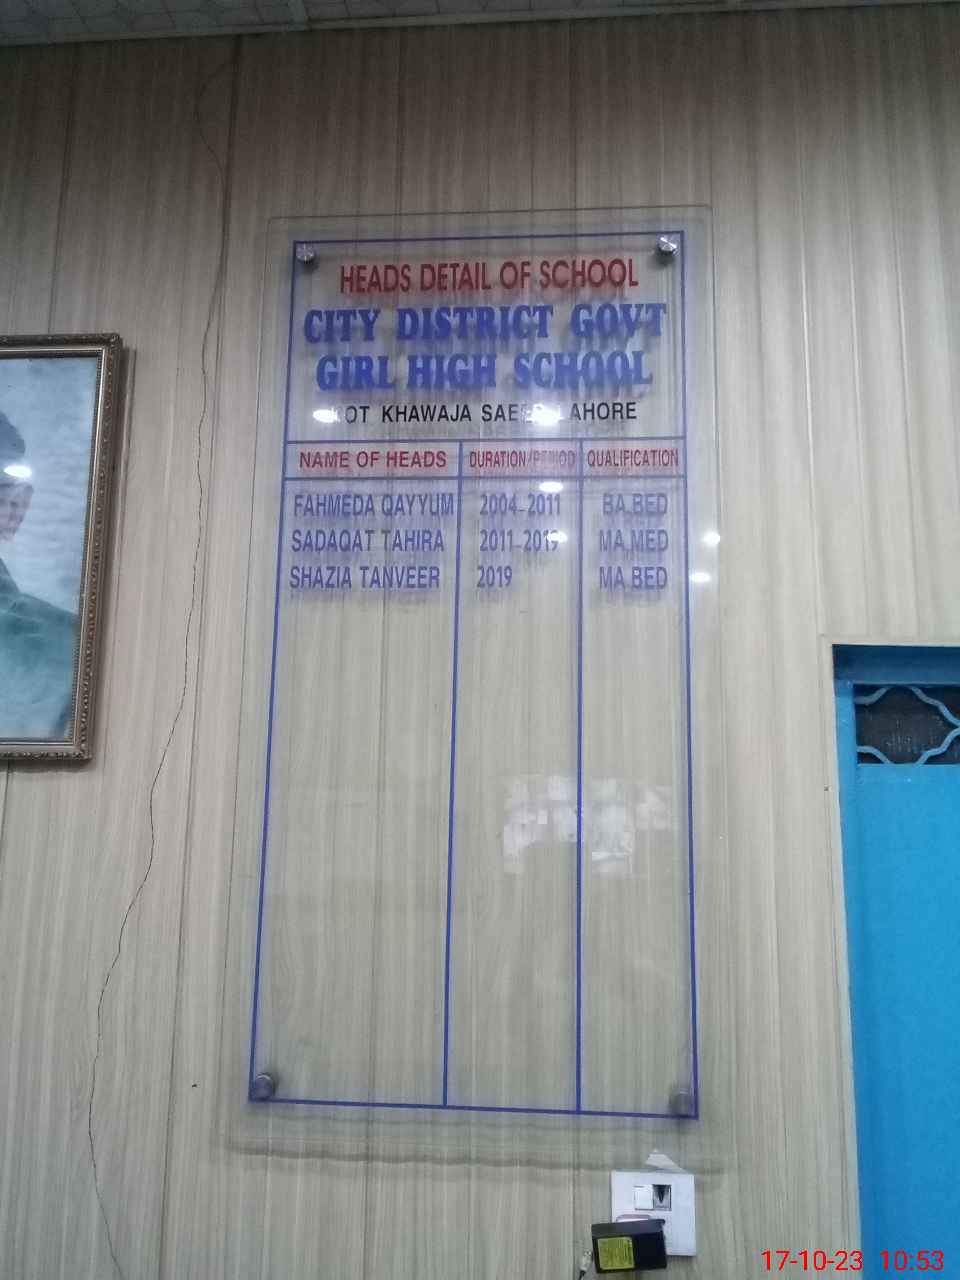 HEADS DETAIL OF SCHOOL
CITY DISTRICT GOVT
GIRL HIGH SCHOOL
KOT KHAWAJA SAEED LAHORE
NAME OF HEADS DURATION/PERIOD QUALIFICATION
FAHMEDA QAYYUM 2004-2011 BA,BED
SADAQAT TAHIRA 2011-2019 MA,MED
SHAZIA TANVEER 2019 MA,BED
17-10-23 10:53